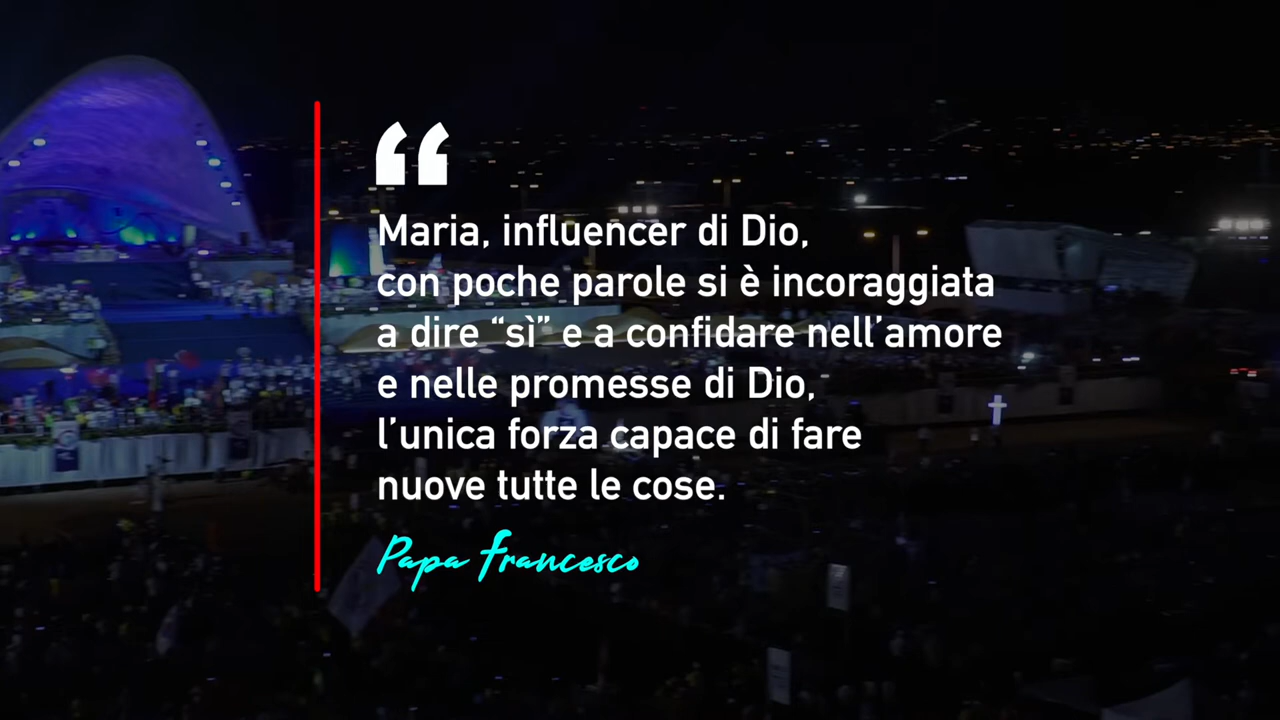 “
Maria, influencer di Dio,
con poche parole si è incoraggiata
a dire “sì” e a confidare nell’amore
e nelle promesse di Dio,
l’unica forza capace di fare
nuove tutte le cose.
Papa Francesco